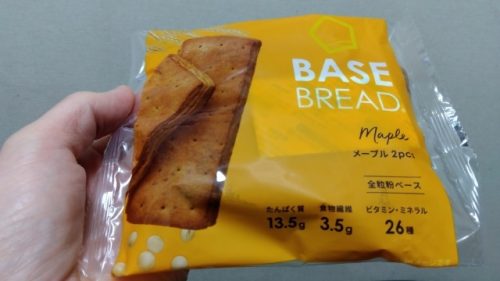 BASE
BREAD
Maple
メープル 2pcs
全粒粉ベース
たんぱく質 食物繊維 ビタミン・ミネラル
13.5g 3.5g 26種